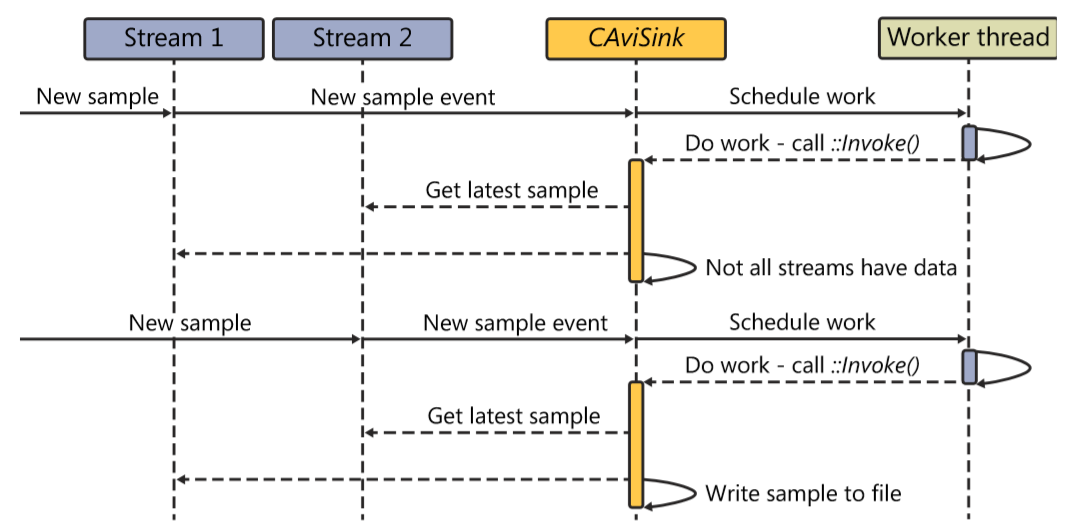 Stream 1
Stream 2
CAviSink
Worker thread
New sample
New sample event
Schedule work
Do work - call ::Invoke()
Get latest sample
Not all streams have data
New sample
New sample event
Schedule work
Do work - call ::Invoke()
Get latest sample
Write sample to file